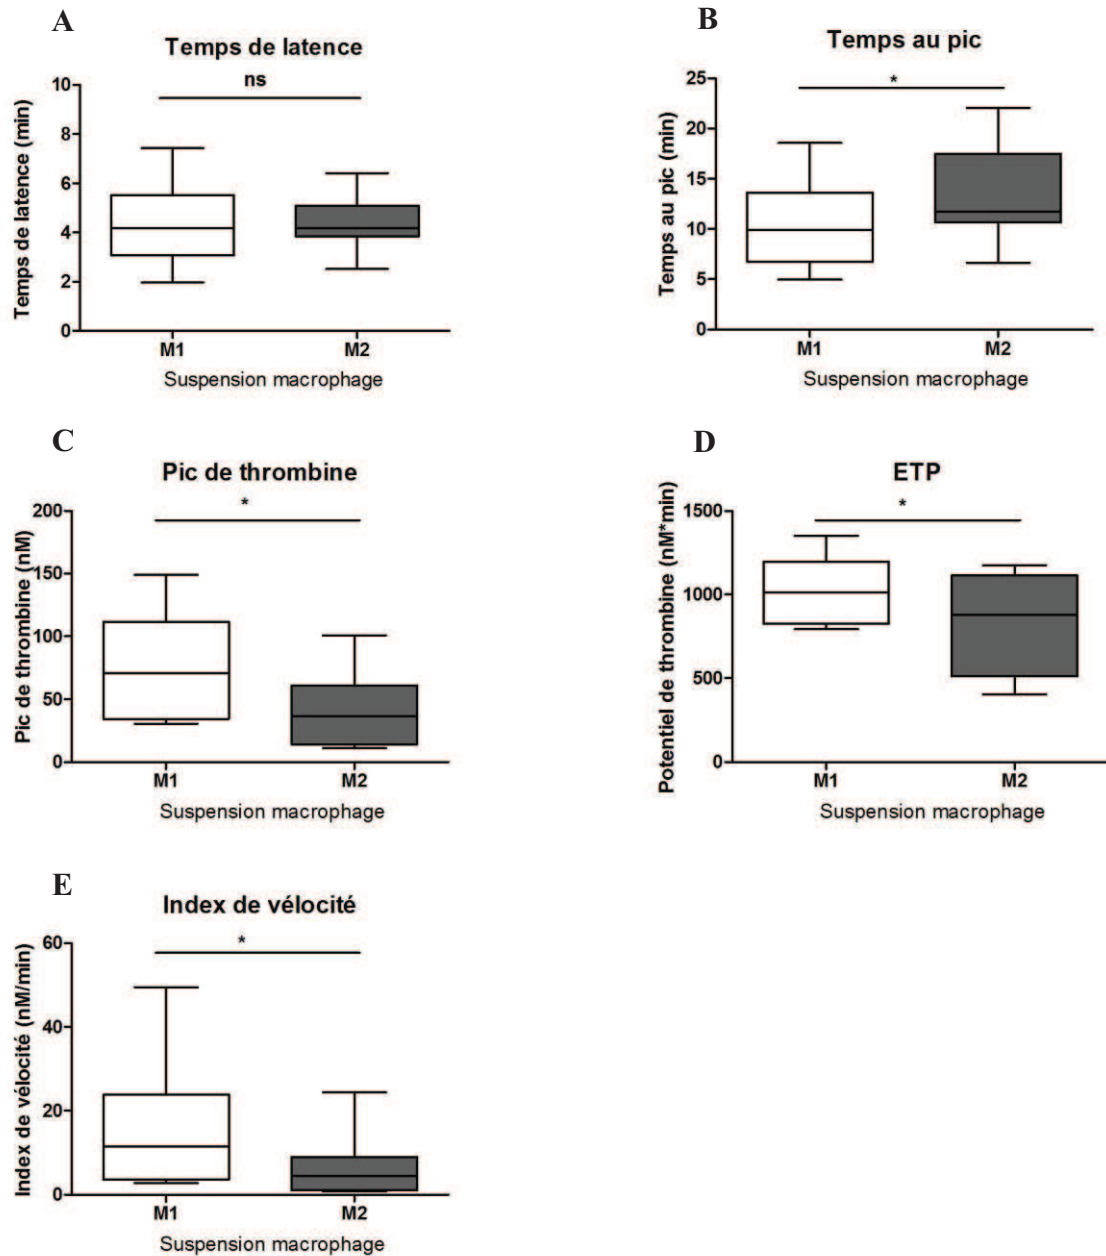 A
Temps de latence
ns
Temps de latence (min)
10
8
6
4
2
0
M1 M2
Suspension macrophage
B
Temps au pic
*
Temps au pic (min)
25
20
15
10
5
0
M1 M2
Suspension macrophage
C
Pic de thrombine
*
Pic de thrombine (nM)
200
150
100
50
0
M1 M2
Suspension macrophage
D
ETP
*
Potentiel de thrombine (nM*min)
1500
1000
500
0
M1 M2
Suspension macrophage
E
Index de vélocité
*
Index de vélocité (nM/min)
60
40
20
0
M1 M2
Suspension macrophage